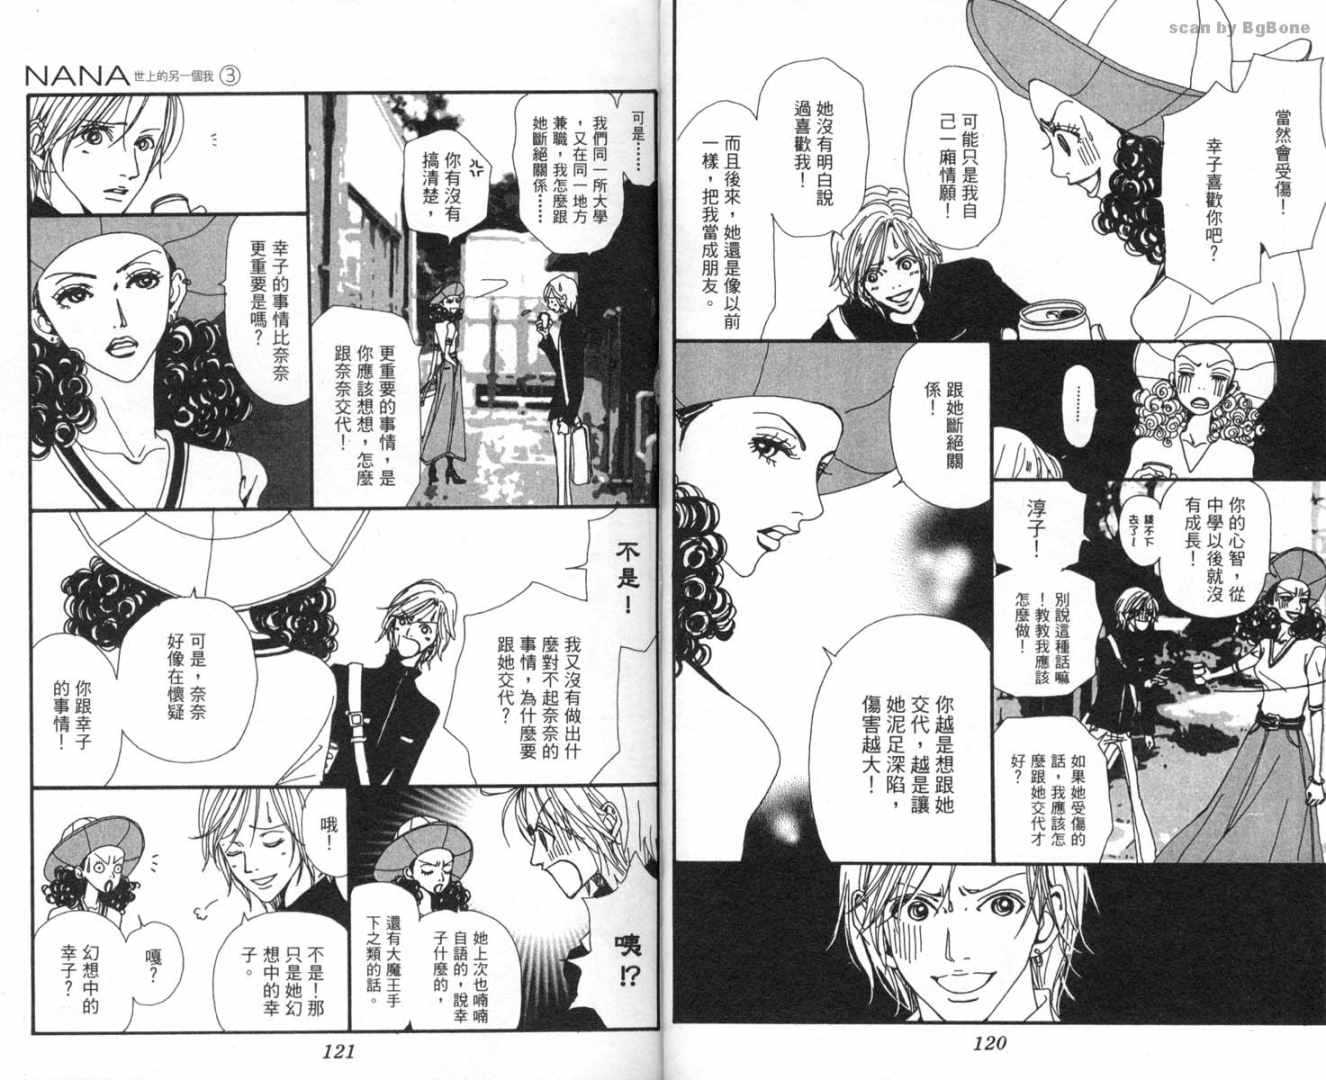 scan by BgBone
當然會受傷！
幸子喜歡你吧？
可能只是我自
己一廂情願！
她沒有明白說
過喜歡我！
而且後來，她還是像以前
一樣，把我當成朋友。
………
你的心智，從
中學以後就沒
有成長！
接不下
去了～
淳子！
別說這種話嘛
！教教我應該
怎麼做！
如果她受傷的
話，我應該怎
麼跟她交代才
好？
跟她斷絕關
係！
你越是想跟她
交代，越是讓
她泥足深陷，
傷害越大！
120
NANA 世上的另一個我 ③
可是……
我們同一所大學
，又在同一地方
兼職，我怎麼跟
她斷絕關係……
你有沒有
搞清楚，
更重要的事情，是
你應該想想，怎麼
跟奈奈交代！
幸子的事情比奈奈
更重要是嗎？
不是！
我又沒有做出什
麼對不起奈奈的
事情，為什麼要
跟她交代？
可是，奈奈
好像在懷疑
你跟幸子
的事情！
咦!?
她上次也喃喃
自語的，說幸
子什麼的，
還有大魔王手
下之類的話。
哦！
不是！那
只是她幻
想中的幸
子。
嘎？
幻想中的
幸子？
121